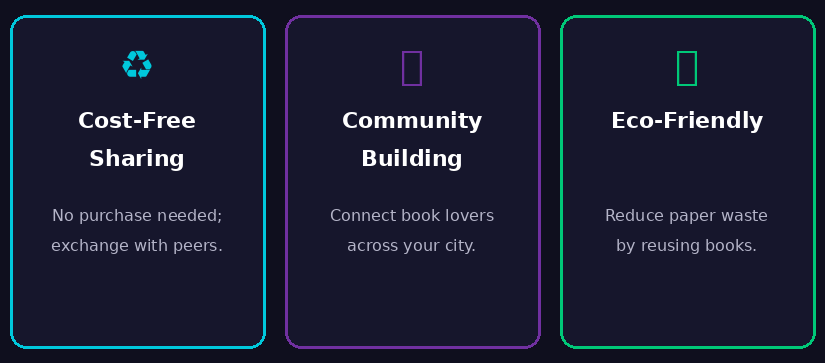 Cost-Free
Sharing
No purchase needed;
exchange with peers.
Community
Building
Connect book lovers
across your city.
Eco-Friendly
Reduce paper waste
by reusing books.